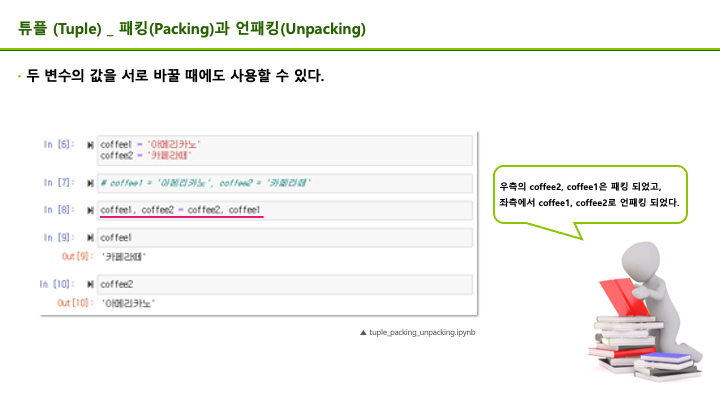 튜플 (Tuple) _ 패킹(Packing)과 언패킹(Unpacking)
· 두 변수의 값을 서로 바꿀 때에도 사용할 수 있다.
In [6]: coffee1 = '아메리카노'
coffee2 = '카페라떼'
In [7]: # coffee1 = '아메리카노', coffee2 = '카페라떼'
In [8]: coffee1, coffee2 = coffee2, coffee1
In [9]: coffee1
Out[9]: '카페라떼'
In [10]: coffee2
Out[10]: '아메리카노'
우측의 coffee2, coffee1은 패킹 되었고,
좌측에서 coffee1, coffee2로 언패킹 되었다.
▲ tuple_packing_unpacking.ipynb